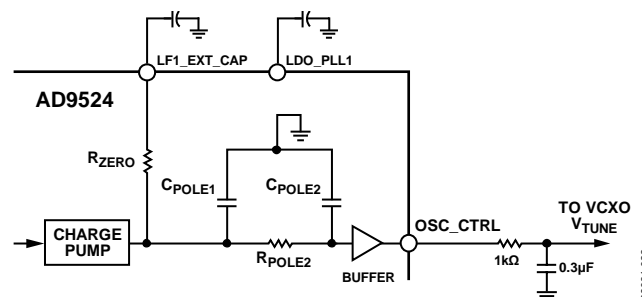 LF1_EXT_CAP
LDO_PLL1
AD9524
RZERO
CPOLE1
CPOLE2
TO VCXO
VTUNE
OSC_CTRL
CHARGE
PUMP
RPOLE2
BUFFER
1kΩ
0.3µF